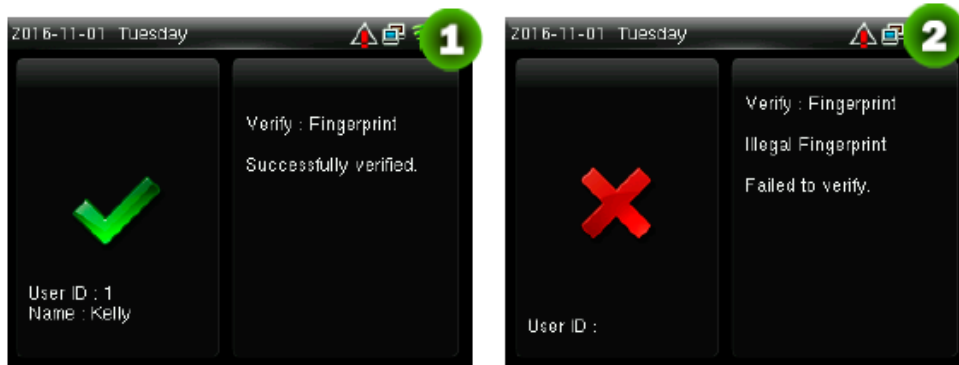 2016-11-01 Tuesday
1
Verify : Fingerprint
Successfully verified.
User ID : 1
Name : Kelly
2016-11-01 Tuesday
2
Verify : Fingerprint
Illegal Fingerprint
Failed to verify.
User ID :